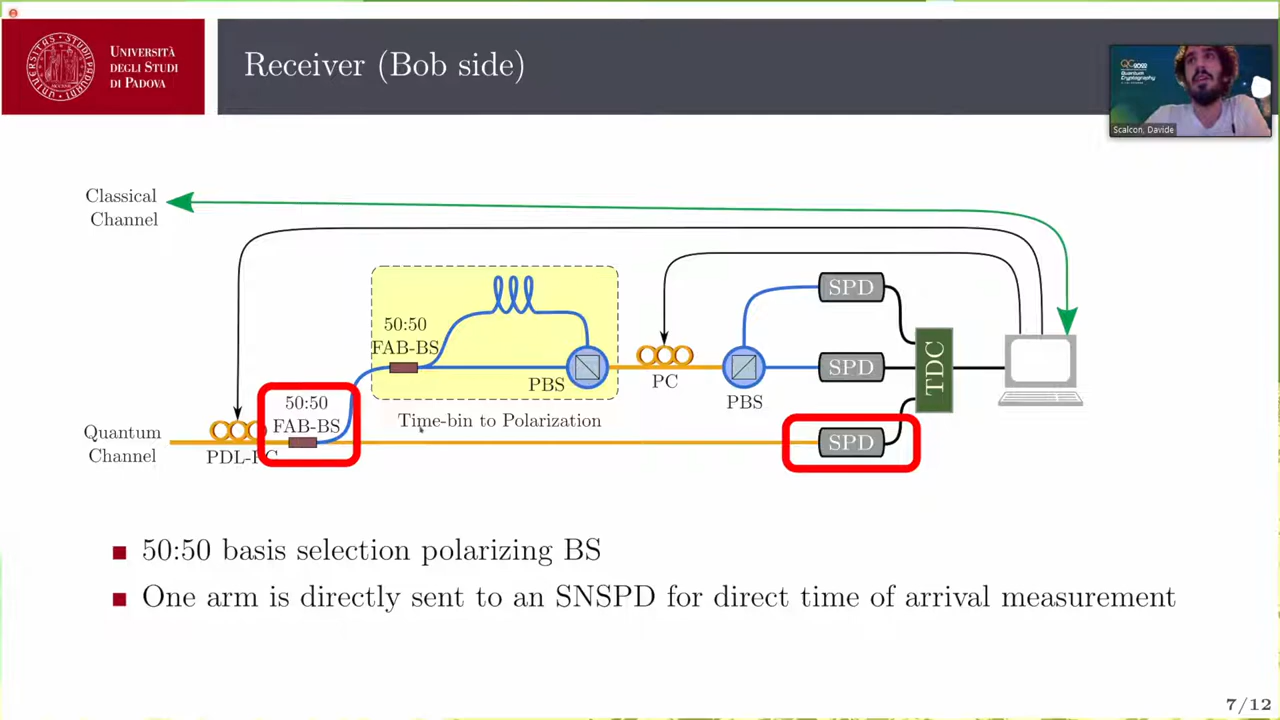 UNIVERSITÀ
DEGLI STUDI
DI PADOVA
Receiver (Bob side)
Scalcon, Davide
Classical
Channel
50:50
FAB-BS
PBS
Time-bin to Polarization
50:50
FAB-BS
Quantum
Channel
PC
PBS
SPD
SPD
SPD
TDC
50:50 basis selection polarizing BS
One arm is directly sent to an SNSPD for direct time of arrival measurement
7/12